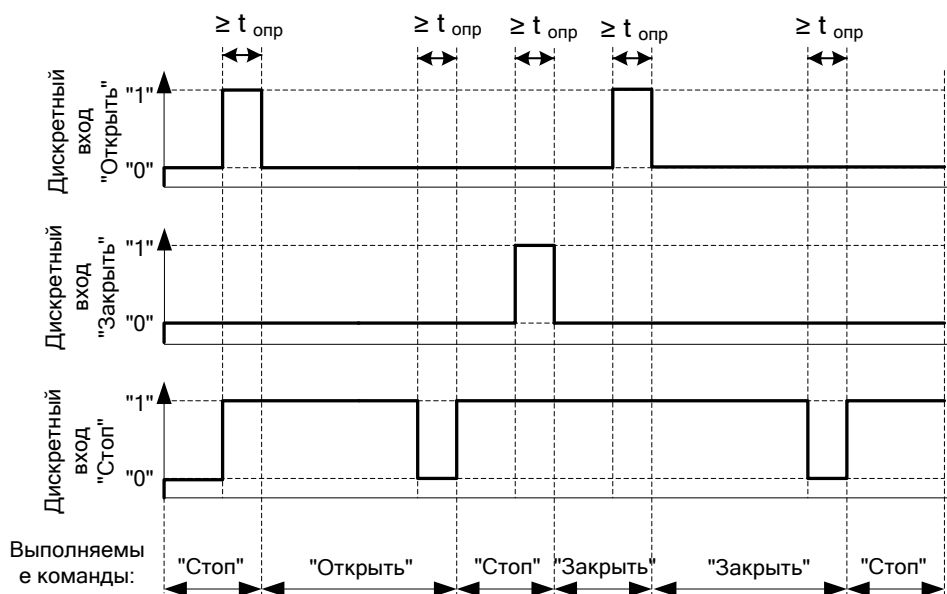 ≥ t опр ≥ t опр ≥ t опр ≥ t опр ≥ t опр
Дискретный
вход
"Открыть"
"1"
"0"
Дискретный
вход
"Закрыть"
"1"
"0"
Дискретный
вход
"Стоп"
"1"
"0"
Выполняемы
е команды:
"Стоп" "Открыть" "Стоп" "Закрыть" "Закрыть" "Стоп"